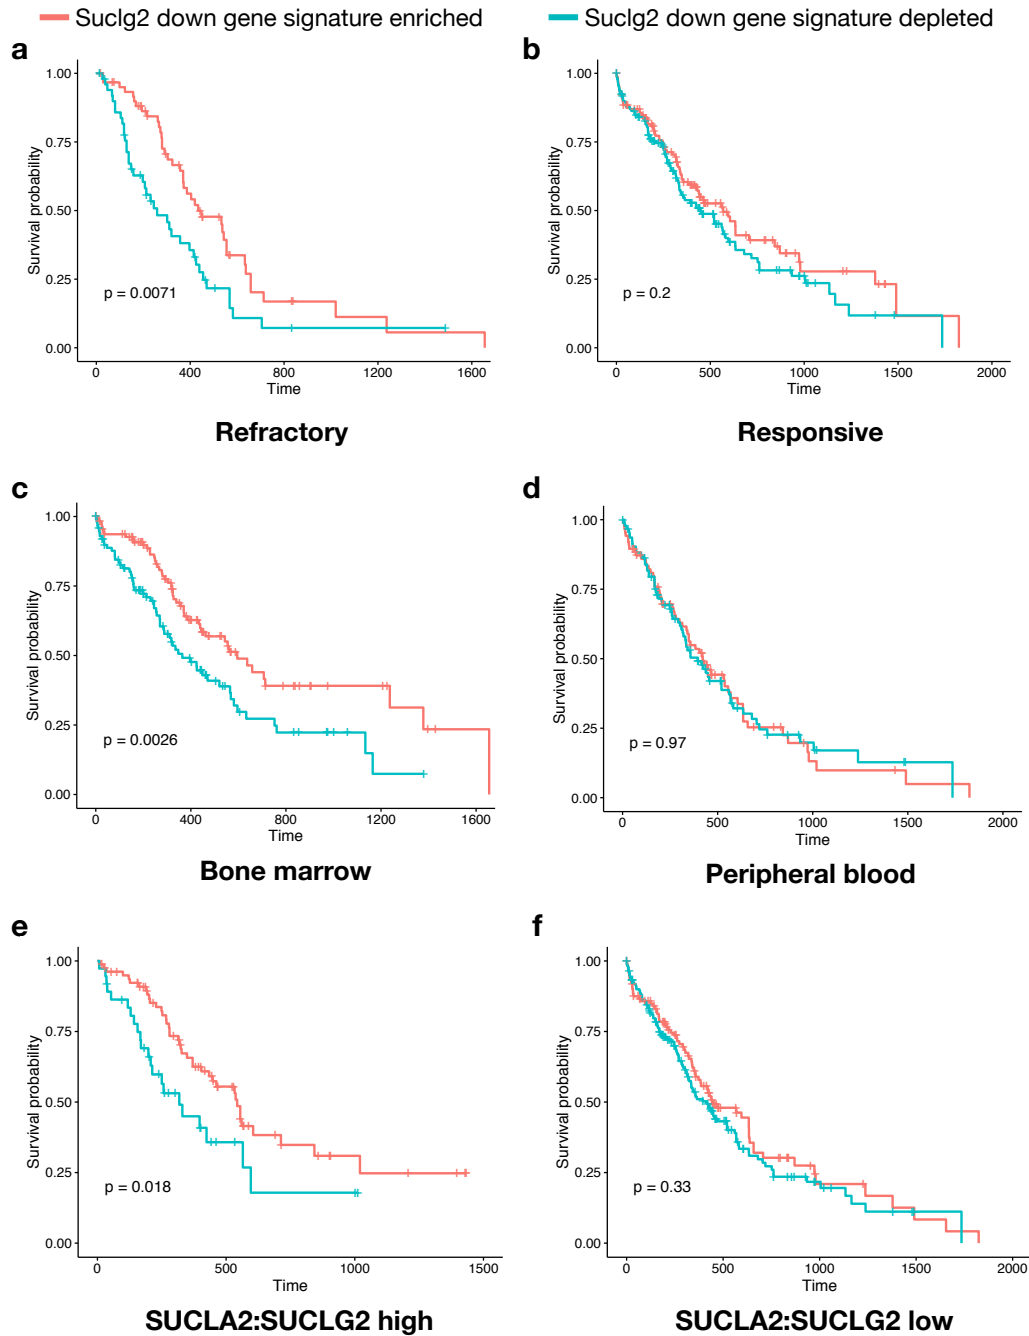 Suclg2 down gene signature enriched
Suclg2 down gene signature depleted
a
1.00
0.75
0.50
0.25
0.00
Survival probability
p = 0.0071
0
400
800
1200
1600
Time
Refractory
b
1.00
0.75
0.50
0.25
0.00
Survival probability
p = 0.2
0
500
1000
1500
2000
Time
Responsive
c
1.00
0.75
0.50
0.25
0.00
Survival probability
p = 0.0026
0
400
800
1200
1600
Time
Bone marrow
d
1.00
0.75
0.50
0.25
0.00
Survival probability
p = 0.97
0
500
1000
1500
2000
Time
Peripheral blood
e
1.00
0.75
0.50
0.25
0.00
Survival probability
p = 0.018
0
500
1000
1500
Time
SUCLA2:SUCLG2 high
f
1.00
0.75
0.50
0.25
0.00
Survival probability
p = 0.33
0
500
1000
1500
2000
Time
SUCLA2:SUCLG2 low